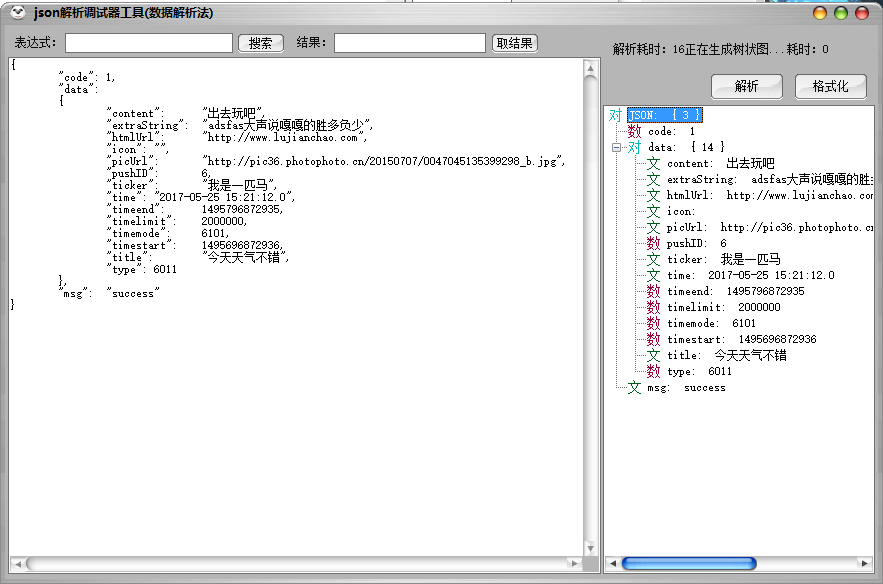 json解析调试器工具(数据解析法)
表达式: 搜索 结果: 取结果
解析耗时: 16正在生成树状图...耗时: 0
解析 格式化
{
"code": 1,
"data":
{
"content": "出去玩吧",
"extraString": "adsfas大声说嘎嘎的胜多负少",
"htmlUrl": "http://www.lujianchao.com",
"icon": "",
"picUrl": "http://pic36.photophoto.cn/20150707/0047045135399298_b.jpg",
"pushID": 6,
"ticker": "我是一匹马",
"time": "2017-05-25 15:21:12.0",
"timeend": 1495796872935,
"timelimit": 2000000,
"timemode": 6101,
"timestart": 1495696872936,
"title": "今天天气不错",
"type": 6011
},
"msg": "success"
}
对 JSON: { 3 }
数 code: 1
对 data: { 14 }
文 content: 出去玩吧
文 extraString: adsfas大声说嘎嘎的胜
文 htmlUrl: http://www.lujianchao.com
文 icon:
文 picUrl: http://pic36.photophoto.c
数 pushID: 6
文 ticker: 我是一匹马
文 time: 2017-05-25 15:21:12.0
数 timeend: 1495796872935
数 timelimit: 2000000
数 timemode: 6101
数 timestart: 1495696872936
文 title: 今天天气不错
数 type: 6011
文 msg: success